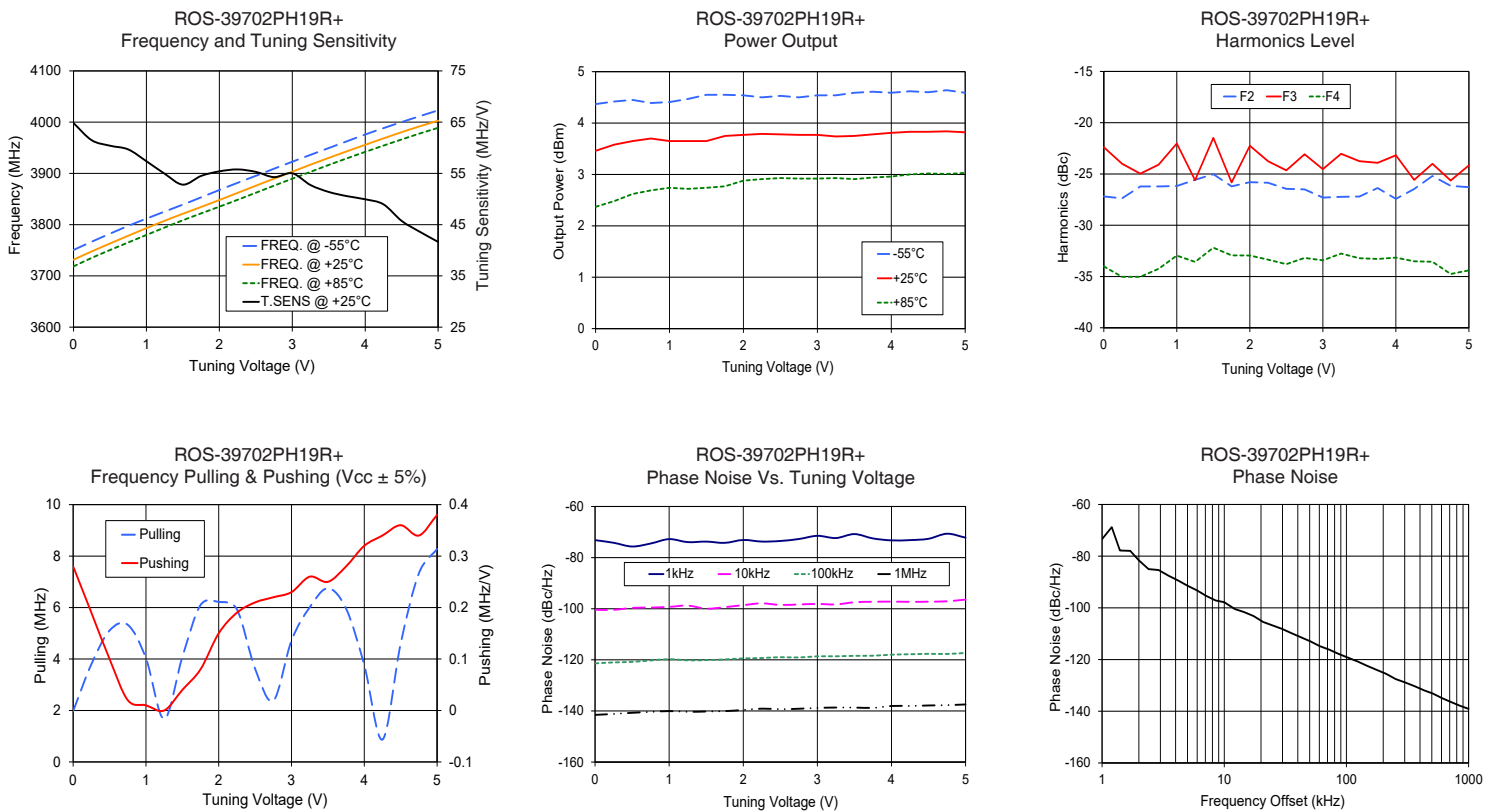 ROS-39702PH19R+
Frequency and Tuning Sensitivity
4100
4000
3900
3800
3700
3600
75
65
55
45
35
25
0 1 2 3 4 5
Frequency (MHz)
Tuning Sensitivity (MHz/V)
Tuning Voltage (V)
FREQ. @ -55°C
FREQ. @ +25°C
FREQ. @ +85°C
T.SENS @ +25°C
ROS-39702PH19R+
Power Output
5
4
3
2
1
0
0 1 2 3 4 5
Output Power (dBm)
Tuning Voltage (V)
-55°C
+25°C
+85°C
ROS-39702PH19R+
Harmonics Level
-15
-20
-25
-30
-35
-40
0 1 2 3 4 5
Harmonics (dBc)
Tuning Voltage (V)
F2 F3 F4
ROS-39702PH19R+
Frequency Pulling & Pushing (Vcc ± 5%)
10
8
6
4
2
0
0.4
0.3
0.2
0.1
0
-0.1
0 1 2 3 4 5
Pulling (MHz)
Pushing (MHz/V)
Tuning Voltage (V)
Pulling
Pushing
ROS-39702PH19R+
Phase Noise Vs. Tuning Voltage
-60
-80
-100
-120
-140
-160
0 1 2 3 4 5
Phase Noise (dBc/Hz)
Tuning Voltage (V)
1kHz 10kHz 100kHz 1MHz
ROS-39702PH19R+
Phase Noise
-60
-80
-100
-120
-140
-160
1 10 100 1000
Phase Noise (dBc/Hz)
Frequency Offset (kHz)